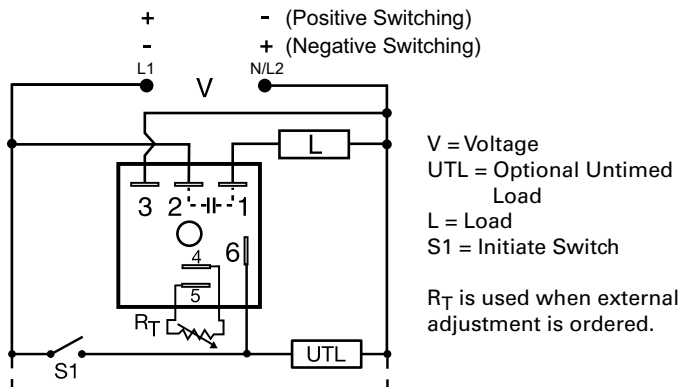 + - (Positive Switching)
- + (Negative Switching)
L1 N/L2
V
L
3 2 1
4 6
5
RT
S1 UTL
V = Voltage
UTL = Optional Untimed
Load
L = Load
S1 = Initiate Switch
RT is used when external
adjustment is ordered.